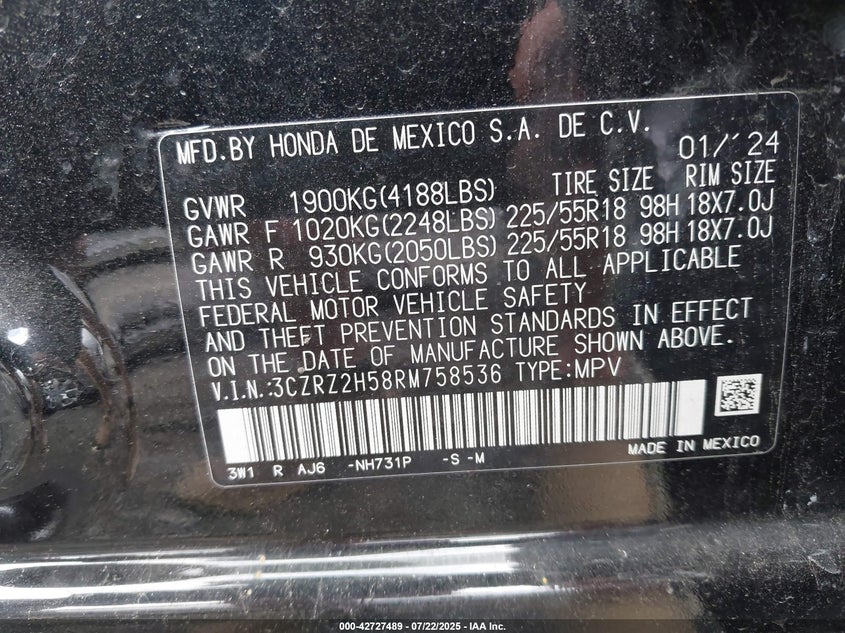 MFD.BY HONDA DE MEXICO S.A. DE C.V. 01/'24
TIRE SIZE RIM SIZE
GVWR 1900KG(4188LBS)
GAWR F 1020KG(2248LBS) 225/55R18 98H 18X7.0J
GAWR R 930KG(2050LBS) 225/55R18 98H 18X7.0J
THIS VEHICLE CONFORMS TO ALL APPLICABLE
FEDERAL MOTOR VEHICLE SAFETY
AND THEFT PREVENTION STANDARDS IN EFFECT
ON THE DATE OF MANUFACTURE SHOWN ABOVE.
V.I.N.:3CZRZ2H58RM758536 TYPE:MPV
3W1 R AJ6 -NH731P -S -M MADE IN MEXICO
000-42727489 - 07/22/2025 - IAA Inc.